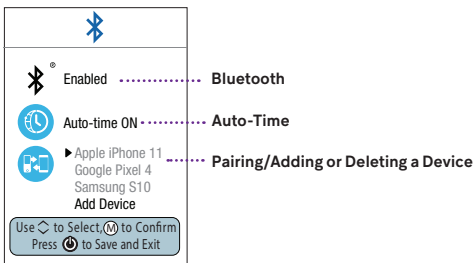 ® Enabled Bluetooth
Auto-time ON Auto-Time
Apple iPhone 11 Pairing/Adding or Deleting a Device
Google Pixel 4
Samsung S10
Add Device
Use to Select, M to Confirm
Press to Save and Exit